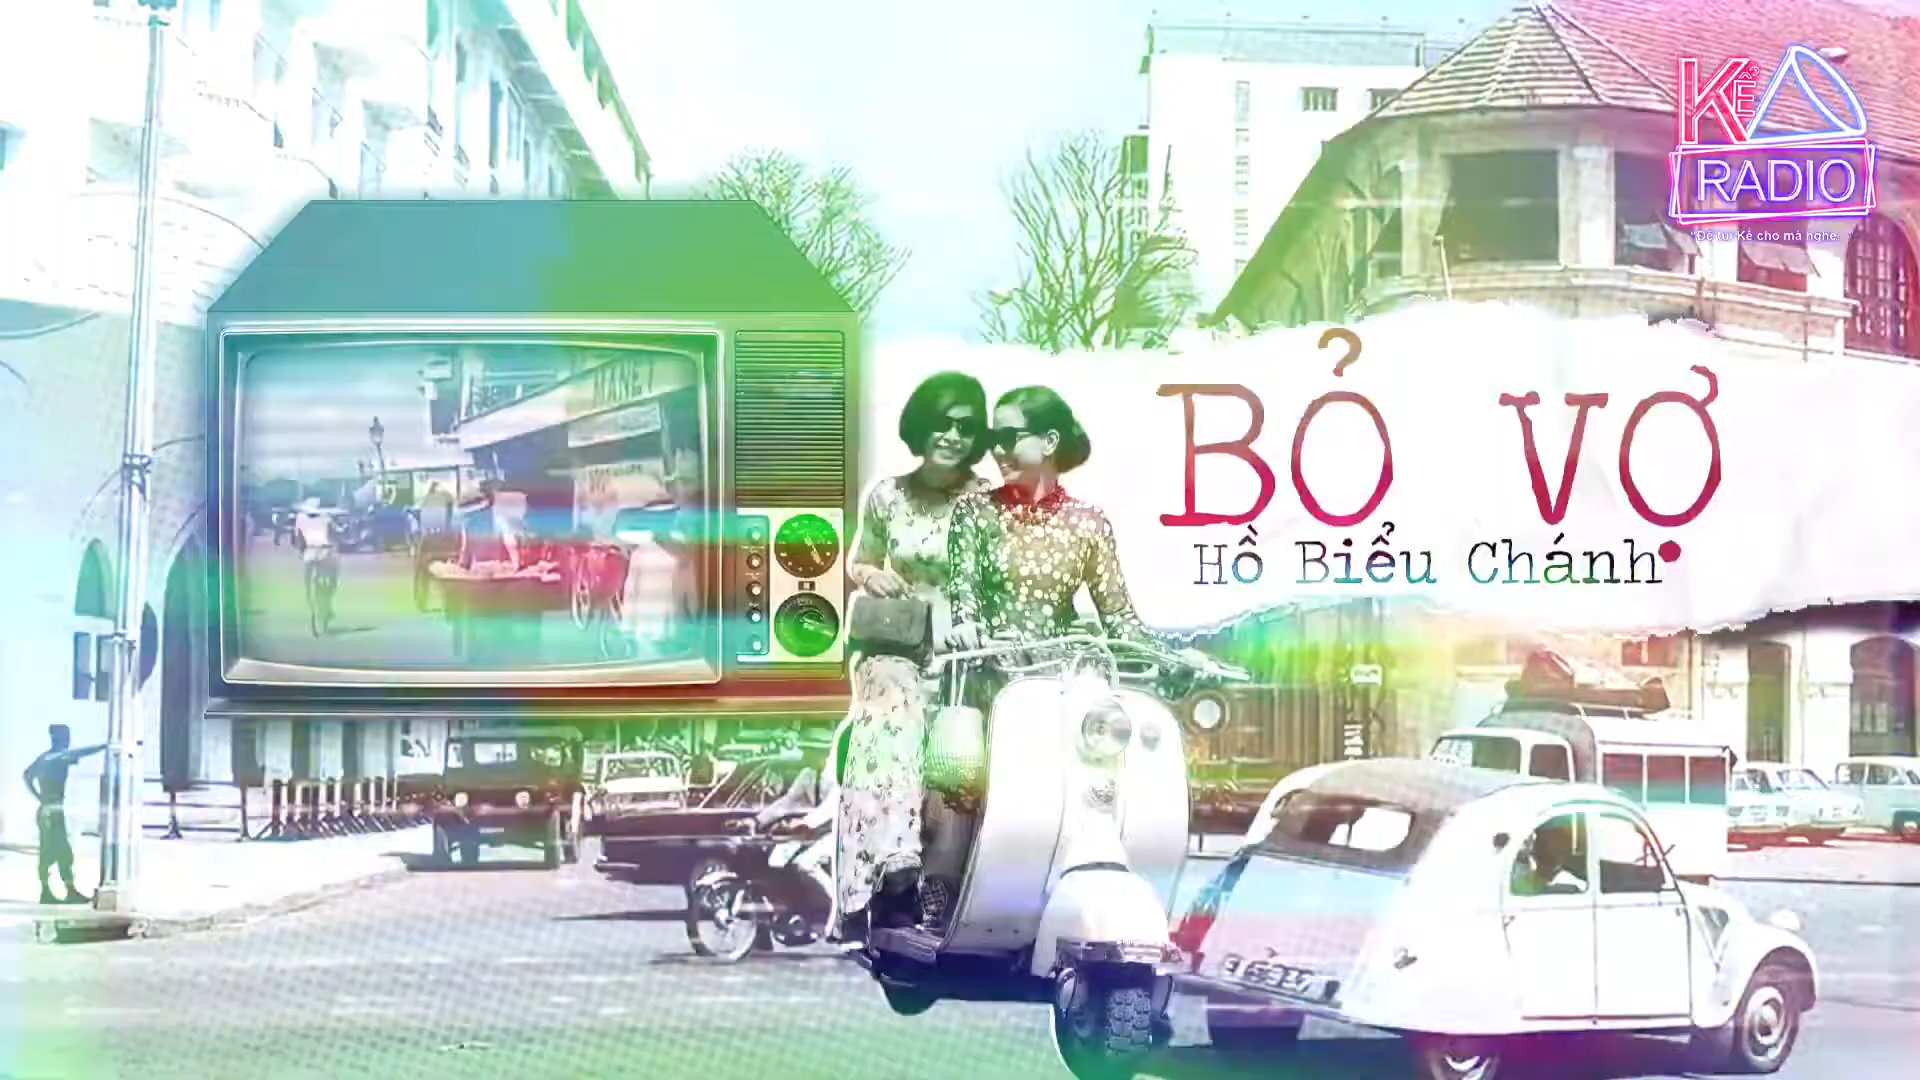 KỂ
RADIO
"Để tui Kể cho mà nghe."
BỎ VỢ
Hồ Biểu Chánh